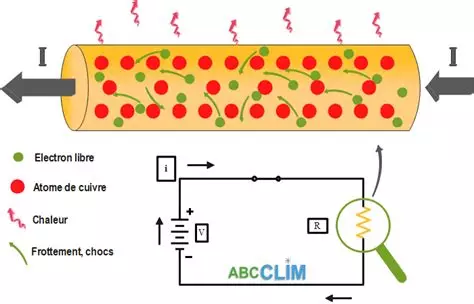 I
I
Electron libre
Atome de cuivre
Chaleur
Frottement, chocs
i
+
V
-
R
ABCCLIM